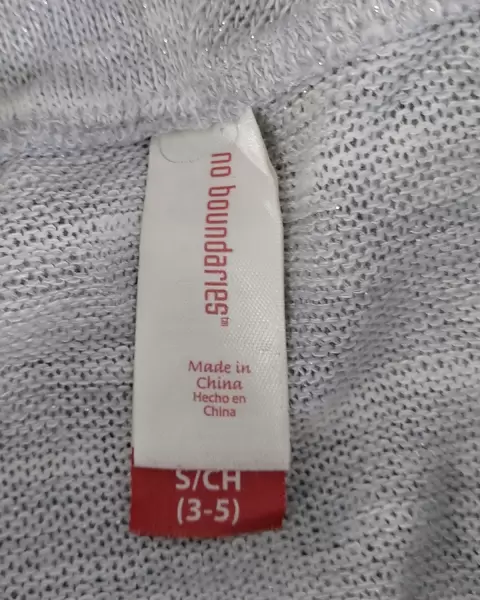 no boundaries™
Made in
China
Hecho en
China
S/CH
(3-5)